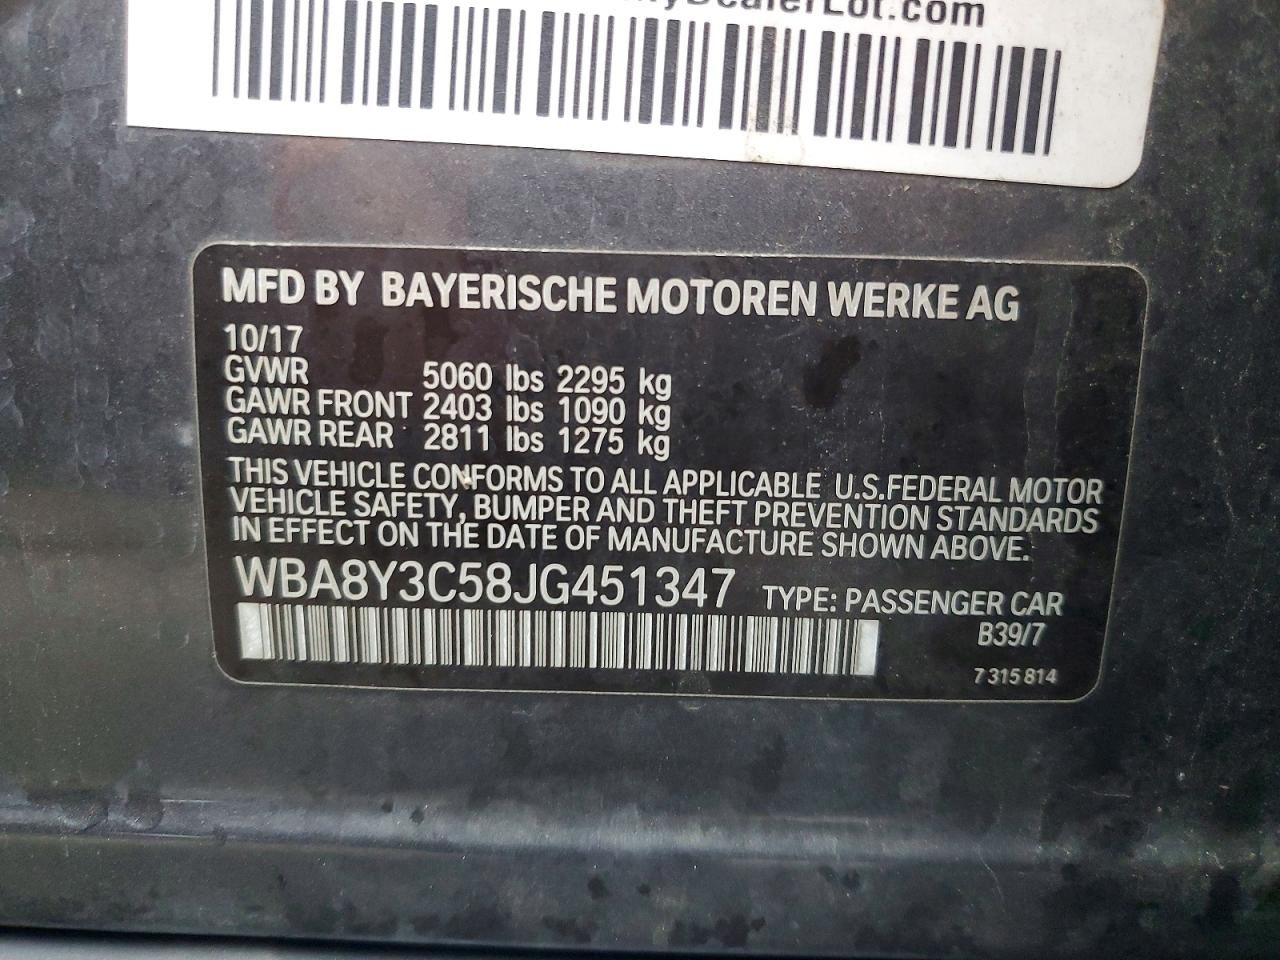 DealerLot.com
MFD BY BAYERISCHE MOTOREN WERKE AG
10/17
GVWR 5060 lbs 2295 kg
GAWR FRONT 2403 lbs 1090 kg
GAWR REAR 2811 lbs 1275 kg
THIS VEHICLE CONFORMS TO ALL APPLICABLE U.S.FEDERAL MOTOR
VEHICLE SAFETY, BUMPER AND THEFT PREVENTION STANDARDS
IN EFFECT ON THE DATE OF MANUFACTURE SHOWN ABOVE.
WBA8Y3C58JG451347 TYPE: PASSENGER CAR
B39/7
7 315 814